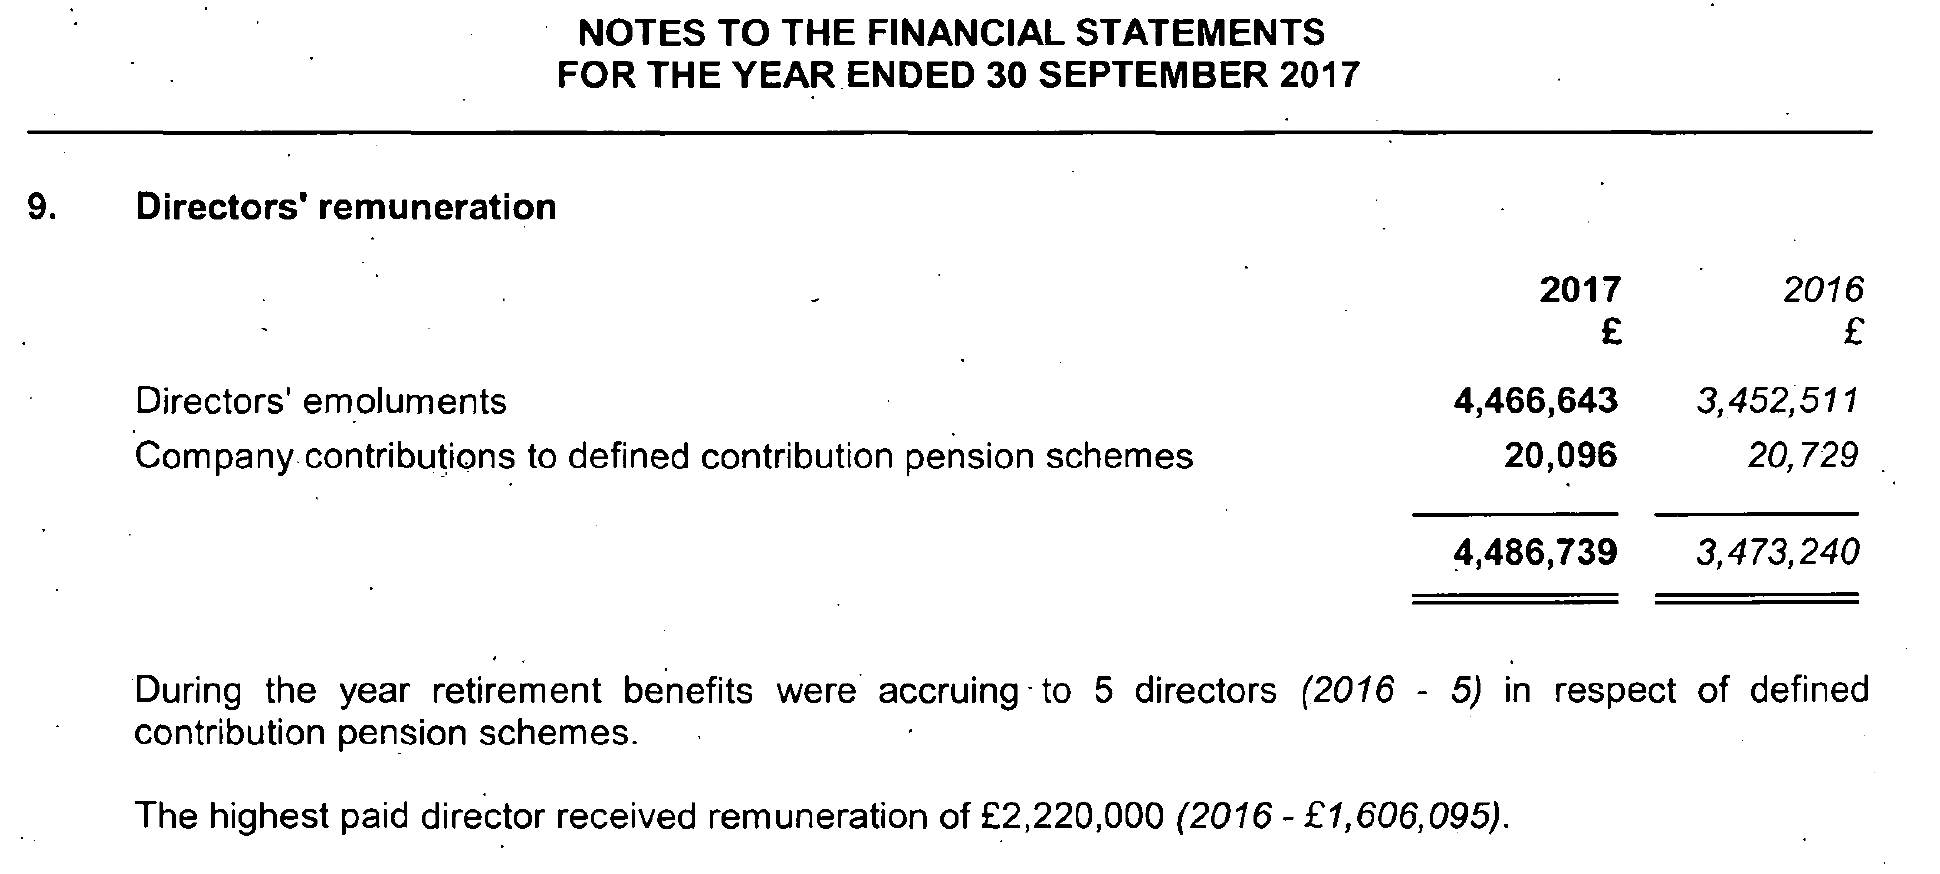 NOTES TO THE FINANCIAL STATEMENTS
FOR THE YEAR ENDED 30 SEPTEMBER 2017
9. Directors' remuneration
2017 2016
£ £
Directors' emoluments 4,466,643 3,452,511
Company contributions to defined contribution pension schemes 20,096 20,729
4,486,739 3,473,240
During the year retirement benefits were accruing to 5 directors (2016 - 5) in respect of defined
contribution pension schemes.
The highest paid director received remuneration of £2,220,000 (2016 - £1,606,095).